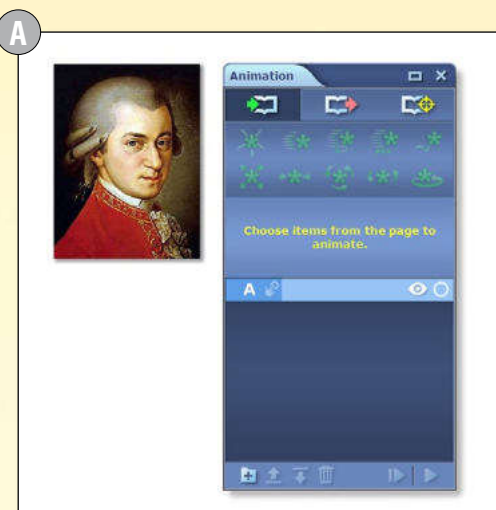 A
Animation
Choose items from the page to
animate.
A